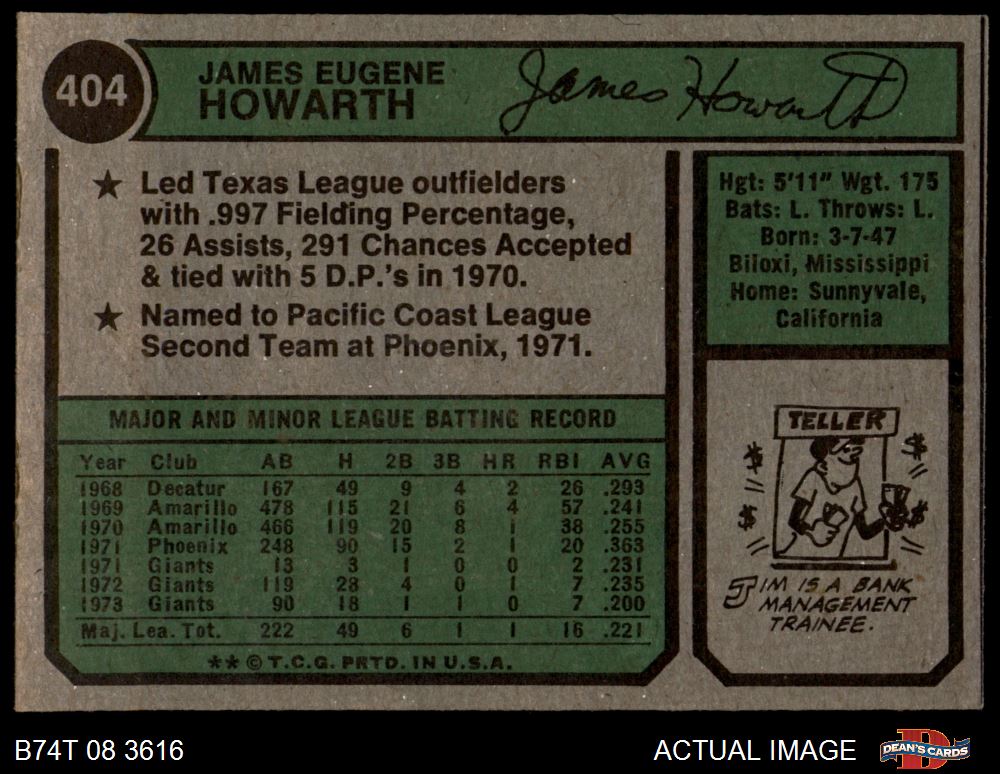 404
JAMES EUGENE
HOWARTH
James Howarth
★ Led Texas League outfielders
with .997 Fielding Percentage,
26 Assists, 291 Chances Accepted
& tied with 5 D.P.'s in 1970.
★ Named to Pacific Coast League
Second Team at Phoenix, 1971.
Hgt: 5'11" Wgt. 175
Bats: L. Throws: L.
Born: 3-7-47
Biloxi, Mississippi
Home: Sunnyvale,
California
MAJOR AND MINOR LEAGUE BATTING RECORD
Year Club AB H 2B 3B HR RBI AVG
1968 Decatur 167 49 9 4 2 26 .293
1969 Amarillo 478 115 21 6 4 57 .241
1970 Amarillo 466 119 20 8 1 38 .255
1971 Phoenix 248 90 15 2 1 20 .363
1971 Giants 13 3 1 0 0 2 .231
1972 Giants 119 28 4 0 1 7 .235
1973 Giants 90 18 1 1 0 7 .200
Maj. Lea. Tot. 222 49 6 1 1 16 .221
** © T.C.G. PRTD. IN U.S.A.
TELLER
$ $
$ $
JIM IS A BANK
MANAGEMENT
TRAINEE.
B74T 08 3616
ACTUAL IMAGE
DEAN'S CARDS